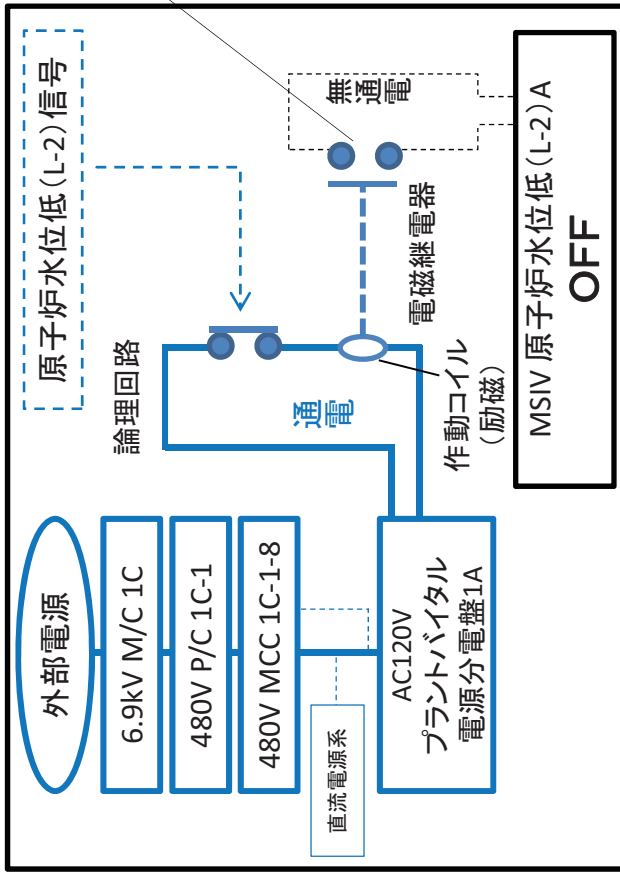 外部電源
6.9kV M/C 1C
480V P/C 1C-1
480V MCC 1C-1-8
直流電源系
AC120V
プラントバイタル
電源分電盤1A
原子炉水位低(L-2)信号
論理回路
通電
作動コイル
(励磁)
電磁継電器
無通電
MSIV 原子炉水位低(L-2)A
OFF